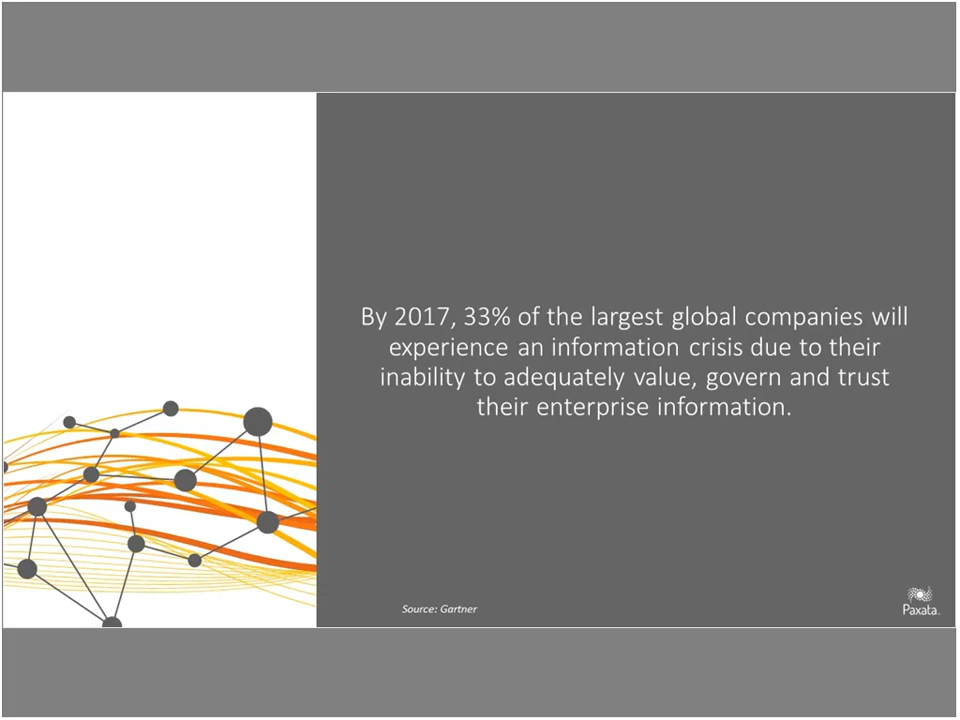 By 2017, 33% of the largest global companies will
experience an information crisis due to their
inability to adequately value, govern and trust
their enterprise information.
Source: Gartner
Paxata